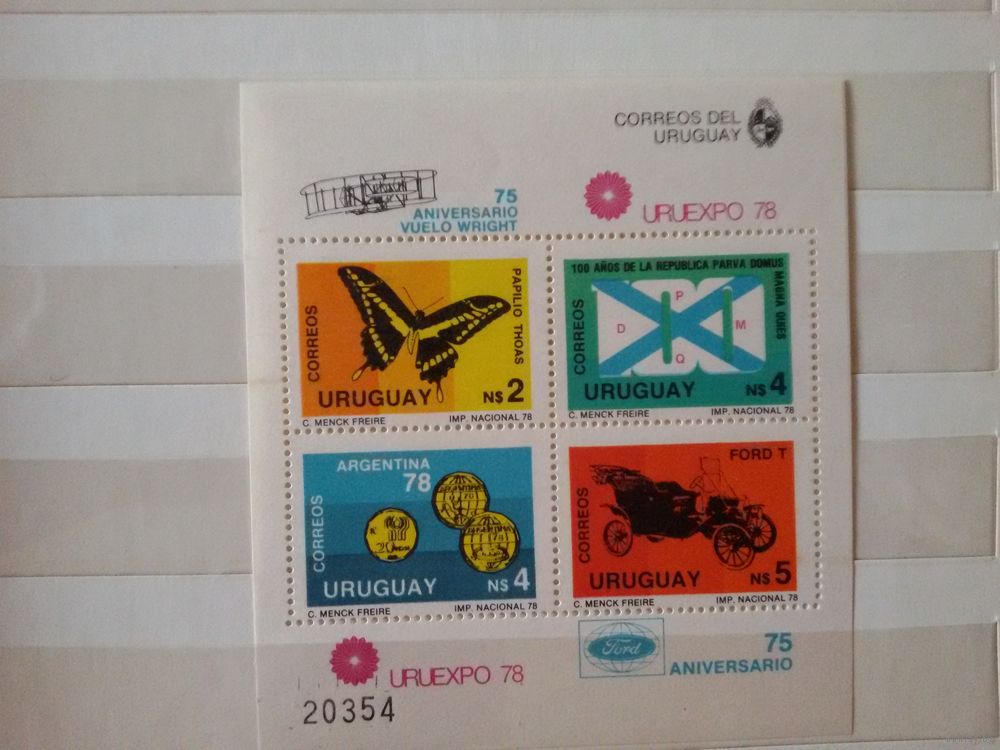 CORREOS DEL
URUGUAY
75
ANIVERSARIO
VUELO WRIGHT
URUEXPO 78
CORREOS
PAPILIO THOAS
URUGUAY N$ 2
C. MENCK FREIRE IMP. NACIONAL 78
100 AÑOS DE LA REPUBLICA PARVA DOMUS
MAGNA QUIES
CORREOS
P
D M
Q
URUGUAY N$ 4
C. MENCK FREIRE IMP. NACIONAL 78
ARGENTINA
78
CORREOS
URUGUAY N$ 4
C. MENCK FREIRE IMP. NACIONAL 78
FORD T
CORREOS
URUGUAY N$ 5
C. MENCK FREIRE IMP. NACIONAL 78
URUEXPO 78
Ford
75
ANIVERSARIO
20354